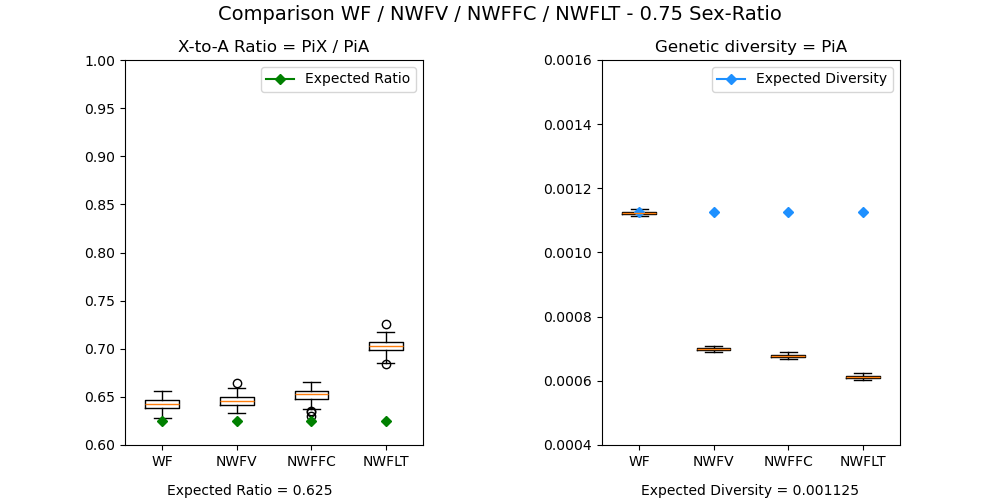 Comparison WF / NWFV / NWFFC / NWFLT - 0.75 Sex-Ratio
X-to-A Ratio = PiX / PiA
Expected Ratio
1.00
0.95
0.90
0.85
0.80
0.75
0.70
0.65
0.60
WF NWFV NWFFC NWFLT
Expected Ratio = 0.625
Genetic diversity = PiA
Expected Diversity
0.0016
0.0014
0.0012
0.0010
0.0008
0.0006
0.0004
WF NWFV NWFFC NWFLT
Expected Diversity = 0.001125